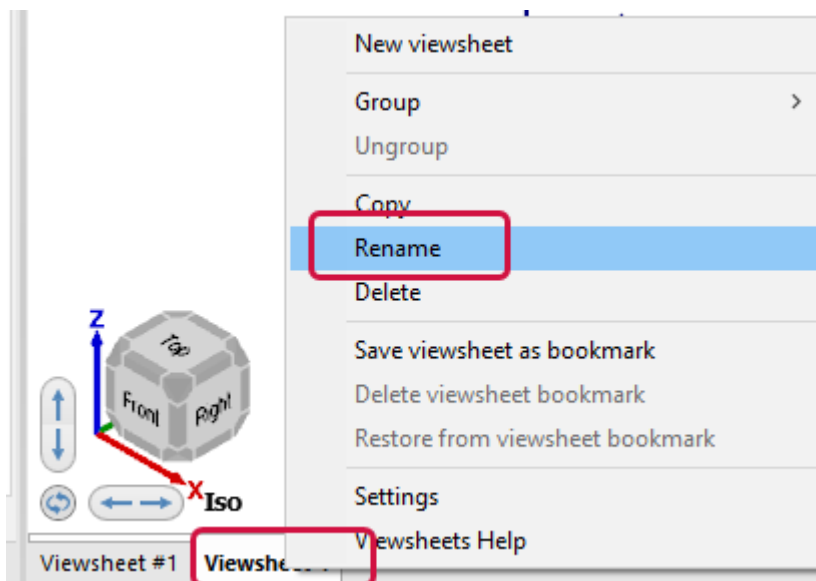 New viewsheet
Group
Ungroup
Copy
Rename
Delete
Save viewsheet as bookmark
Delete viewsheet bookmark
Restore from viewsheet bookmark
Settings
Viewsheets Help
Z
Top
Front
Right
X
Iso
Viewsheet #1